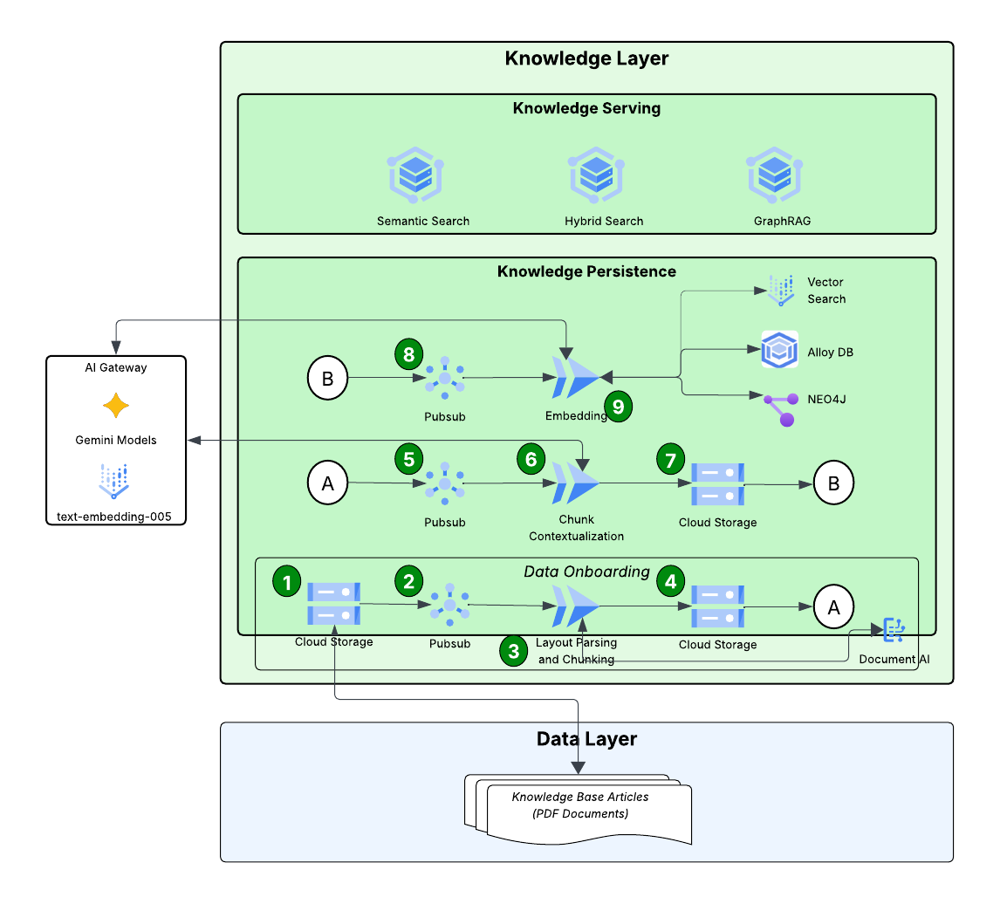 Knowledge Layer
Knowledge Serving
Semantic Search
Hybrid Search
GraphRAG
Knowledge Persistence
Vector
Search
Alloy DB
NEO4J
8
B
Pubsub
Embedding
9
AI Gateway
Gemini Models
text-embedding-005
5
6
7
A
B
Pubsub
Chunk
Contextualization
Cloud Storage
Data Onboarding
1
2
4
A
Cloud Storage
Pubsub
3
Layout Parsing
and Chunking
Cloud Storage
Document AI
Data Layer
Knowledge Base Articles
(PDF Documents)